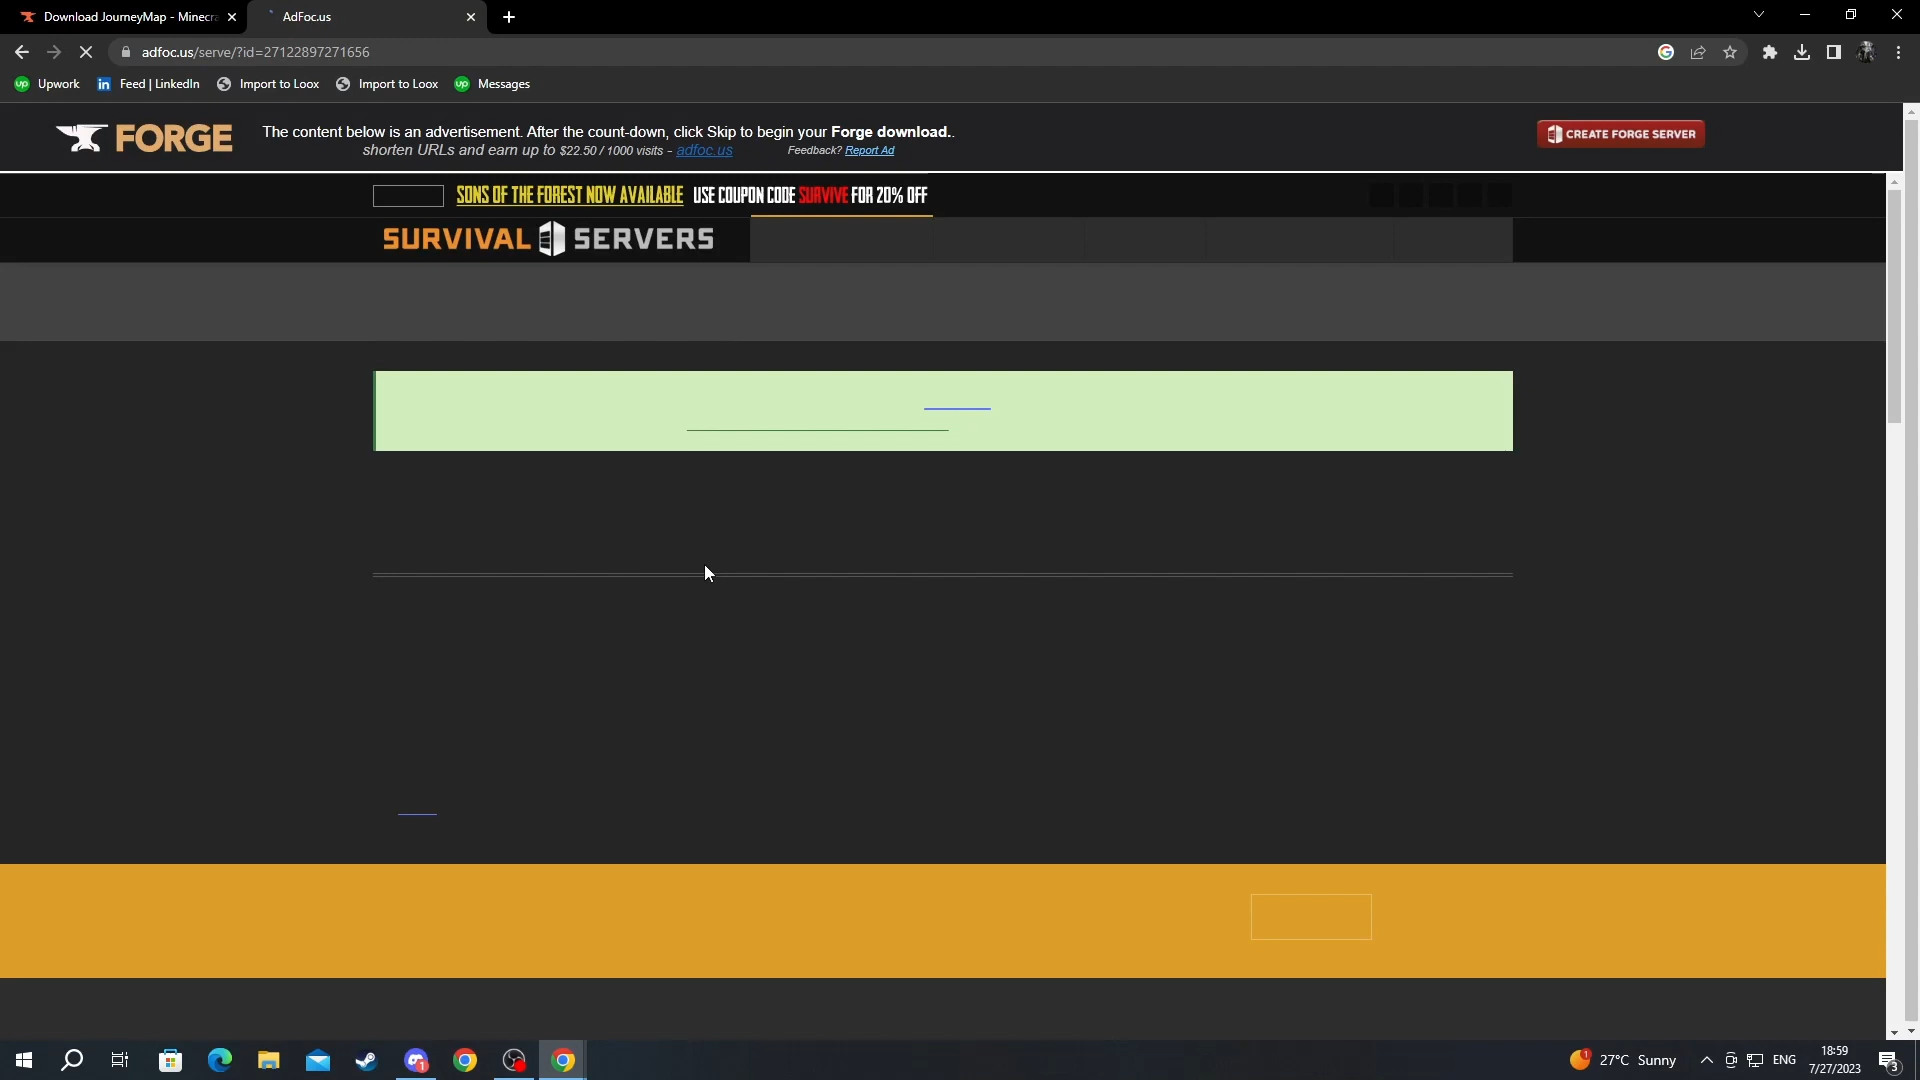 Download JourneyMap - Minecra
AdFoc.us
adfoc.us/serve/?id=27122897271656
Upwork
Feed | LinkedIn
Import to Loox
Import to Loox
Messages
FORGE
The content below is an advertisement. After the count-down, click Skip to begin your Forge download..
shorten URLs and earn up to $22.50 / 1000 visits - adfoc.us
Feedback? Report Ad
CREATE FORGE SERVER
SONS OF THE FOREST NOW AVAILABLE USE COUPON CODE SURVIVE FOR 20% OFF
SURVIVAL SERVERS
27°C Sunny
ENG
18:59
7/27/2023